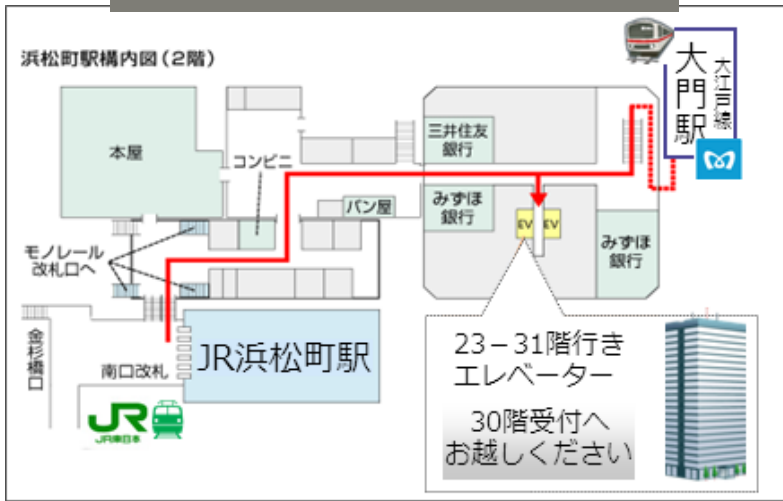 浜松町駅構内図(2階)
本屋
コンビニ
パン屋
三井住友
銀行
みずほ
銀行
EV
EV
みずほ
銀行
大江戸線
大門駅
モノレール
改札口へ
金杉橋口
南口改札
JR浜松町駅
JR
JR東日本
23-31階行き
エレベーター
30階受付へ
お越しください